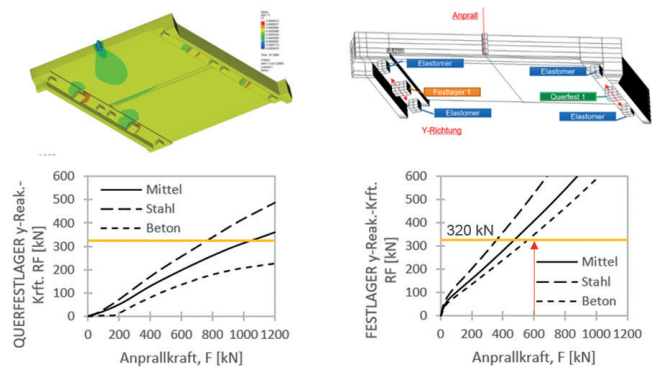 Anprall
Elastomer
Elastomer
Festlager 1
Querfest 1
Elastomer
Elastomer
Y-Richtung
QUERFESTLAGER y-Reak.-
Krft. RF [kN]
600
500
400
300
200
100
0
Mittel
Stahl
Beton
0 200 400 600 800 1000 1200
Anprallkraft, F [kN]
FESTLAGER y-Reak.-Krft.
RF [kN]
600
500
400
300
200
100
0
320 kN
Mittel
Stahl
Beton
0 200 400 600 800 1000 1200
Anprallkraft, F [kN]